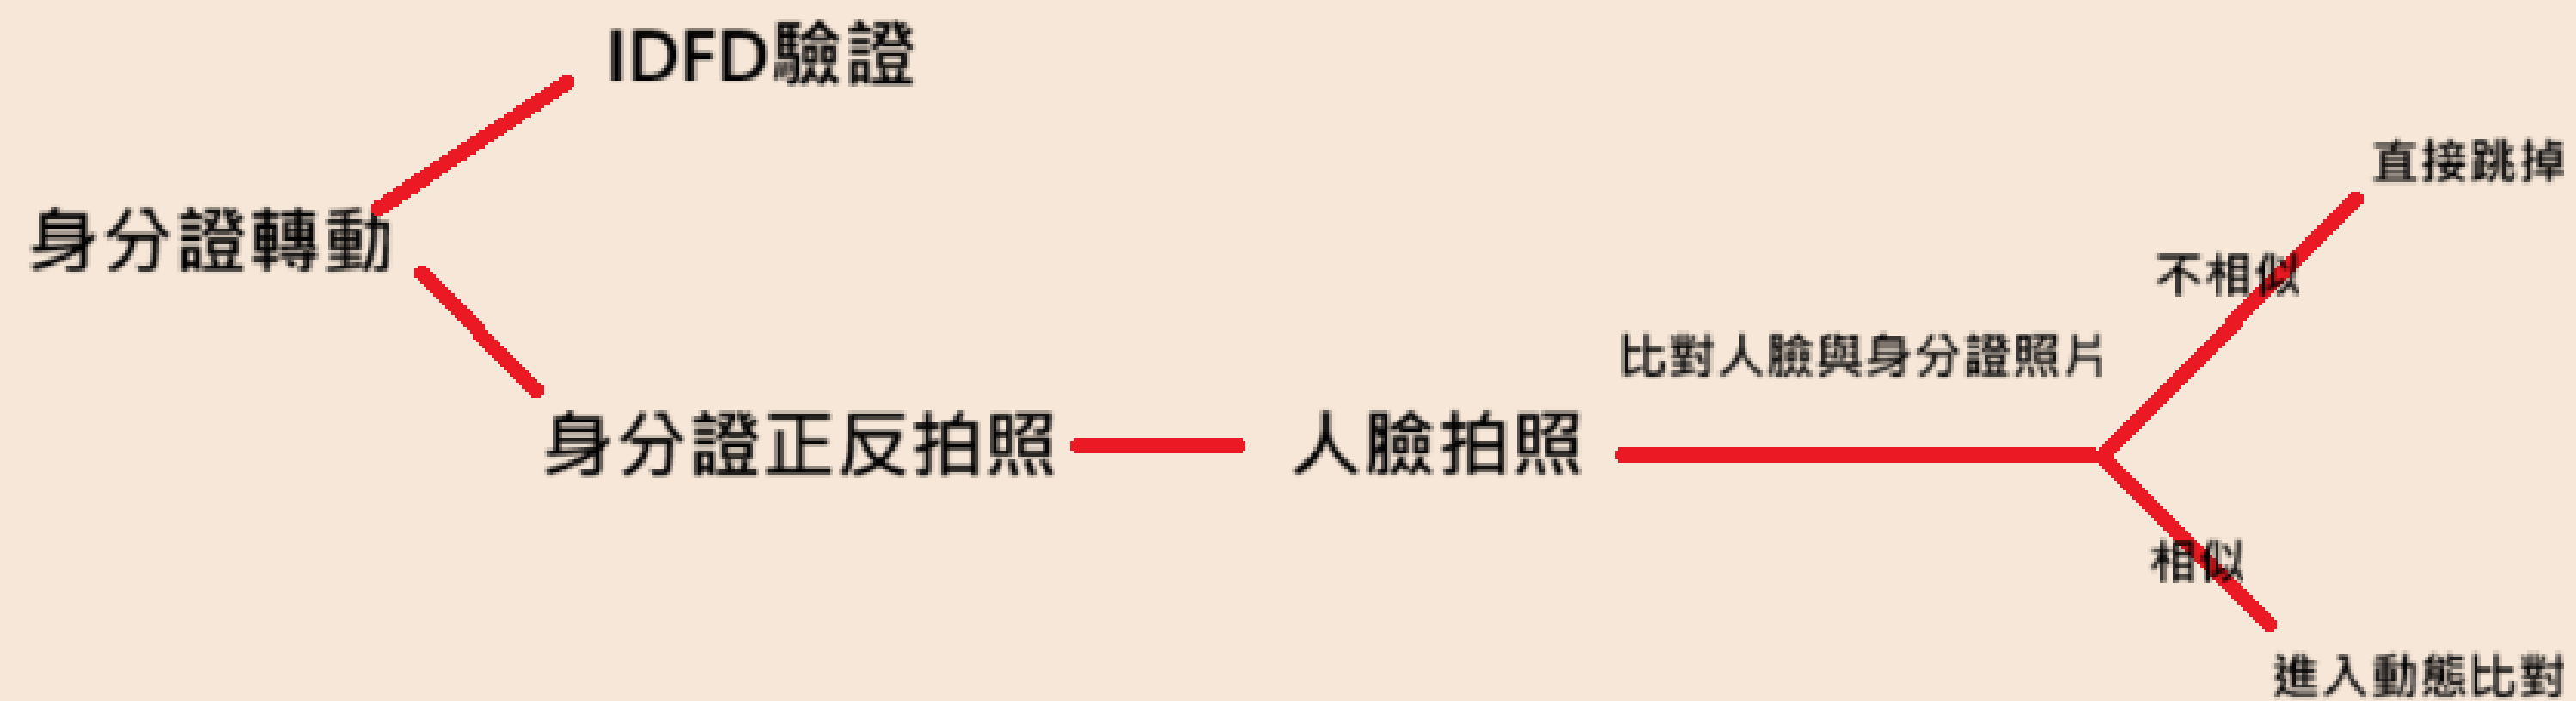 IDFD驗證
身分證轉動
身分證正反拍照
人臉拍照
比對人臉與身分證照片
不相似
直接跳掉
相似
進入動態比對